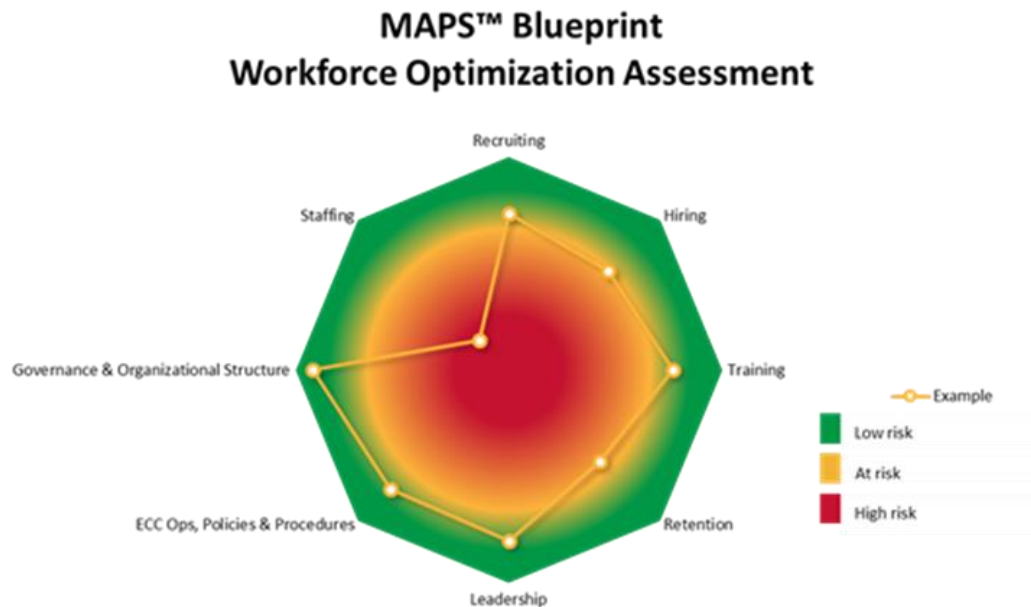 MAPS™ Blueprint
Workforce Optimization Assessment
Recruiting
Staffing
Hiring
Governance & Organizational Structure
Training
Example
Low risk
At risk
High risk
ECC Ops, Policies & Procedures
Retention
Leadership